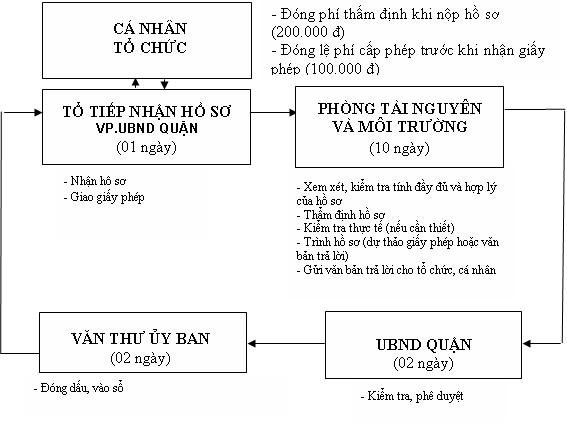 CÁ NHÂN
TỔ CHỨC
- Đóng phí thẩm định khi nộp hồ sơ
(200.000 đ)
- Đóng lệ phí cấp phép trước khi nhận giấy
phép (100.000 đ)
TỔ TIẾP NHẬN HỒ SƠ
VP.UBND QUẬN
(01 ngày)
- Nhận hồ sơ
- Giao giấy phép
PHÒNG TÀI NGUYÊN
VÀ MÔI TRƯỜNG
(10 ngày)
- Xem xét, kiểm tra tính đầy đủ và hợp lý
của hồ sơ
- Thẩm định hồ sơ
- Kiểm tra thực tế (nếu cần thiết)
- Trình hồ sơ (dự thảo giấy phép hoặc văn
bản trả lời)
- Gửi văn bản trả lời cho tổ chức, cá nhân
VĂN THƯ ỦY BAN
(02 ngày)
- Đóng dấu, vào sổ
UBND QUẬN
(02 ngày)
- Kiểm tra, phê duyệt